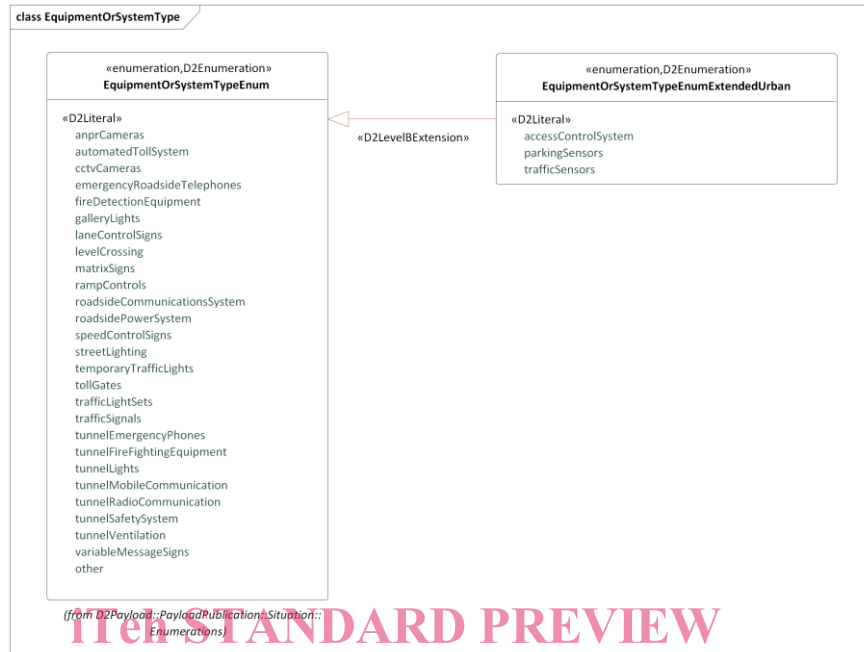 class EquipmentOrSystemType
«enumeration,D2Enumeration»
EquipmentOrSystemTypeEnum
«D2Literal»
anprCameras
automatedTollSystem
cctvCameras
emergencyRoadsideTelephones
fireDetectionEquipment
galleryLights
laneControlSigns
levelCrossing
matrixSigns
rampControls
roadsideCommunicationsSystem
roadsidePowerSystem
speedControlSigns
streetLighting
temporaryTrafficLights
tollGates
trafficLightSets
trafficSignals
tunnelEmergencyPhones
tunnelFireFightingEquipment
tunnelLights
tunnelMobileCommunication
tunnelRadioCommunication
tunnelSafetySystem
tunnelVentilation
variableMessageSigns
other
(from D2Payload::PayloadPublication::Situation::
Enumerations)
«D2LevelBExtension»
«enumeration,D2Enumeration»
EquipmentOrSystemTypeEnumExtendedUrban
«D2Literal»
accessControlSystem
parkingSensors
trafficSensors
iTeh STANDARD PREVIEW